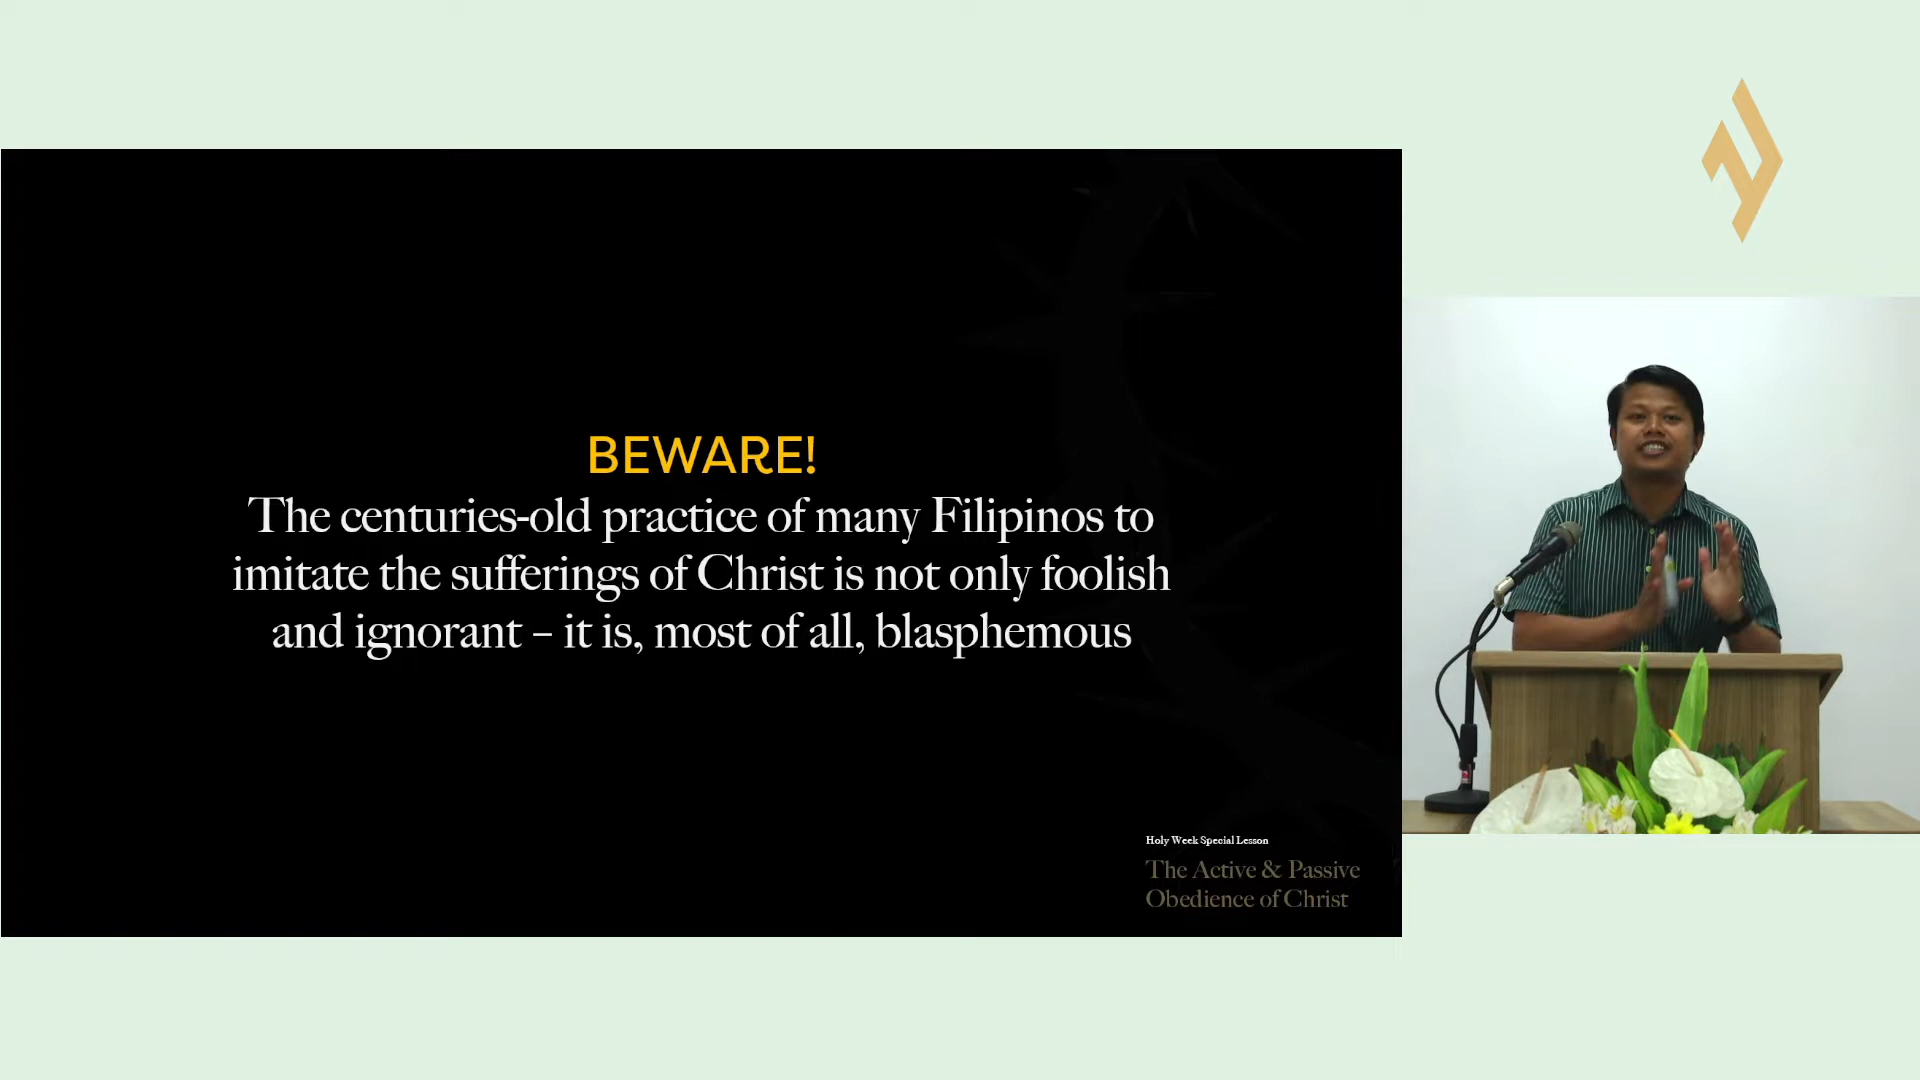 BEWARE!
The centuries-old practice of many Filipinos to
imitate the sufferings of Christ is not only foolish
and ignorant – it is, most of all, blasphemous
Holy Week Special Lesson
The Active & Passive
Obedience of Christ